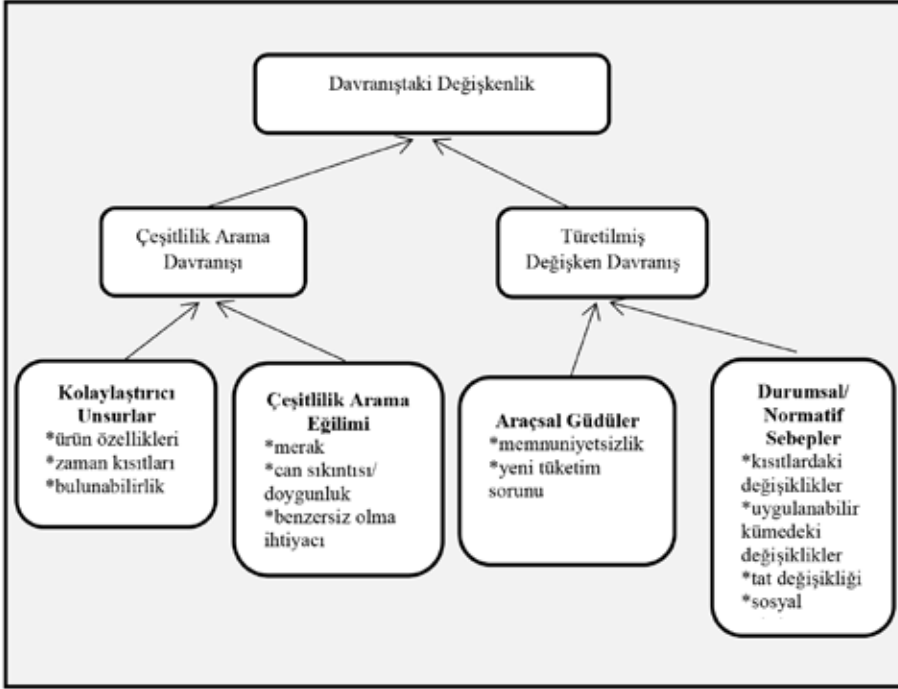 Davranıştaki Değişkenlik
Çeşitlilik Arama
Davranışı
Türetilmiş
Değişken Davranış
Kolaylaştırıcı
Unsurlar
*ürün özellikleri
*zaman kısıtları
*bulunabilirlik
Çeşitlilik Arama
Eğilimi
*merak
*can sıkıntısı/
doygunluk
*benzersiz olma
ihtiyacı
Araçsal Güdüler
*memnuniyetsizlik
*yeni tüketim
sorunu
Durumsal/
Normatif
Sebepler
*kısıtlardaki
değişiklikler
*uygulanabilir
kümedeki
değişiklikler
*tat değişikliği
*sosyal